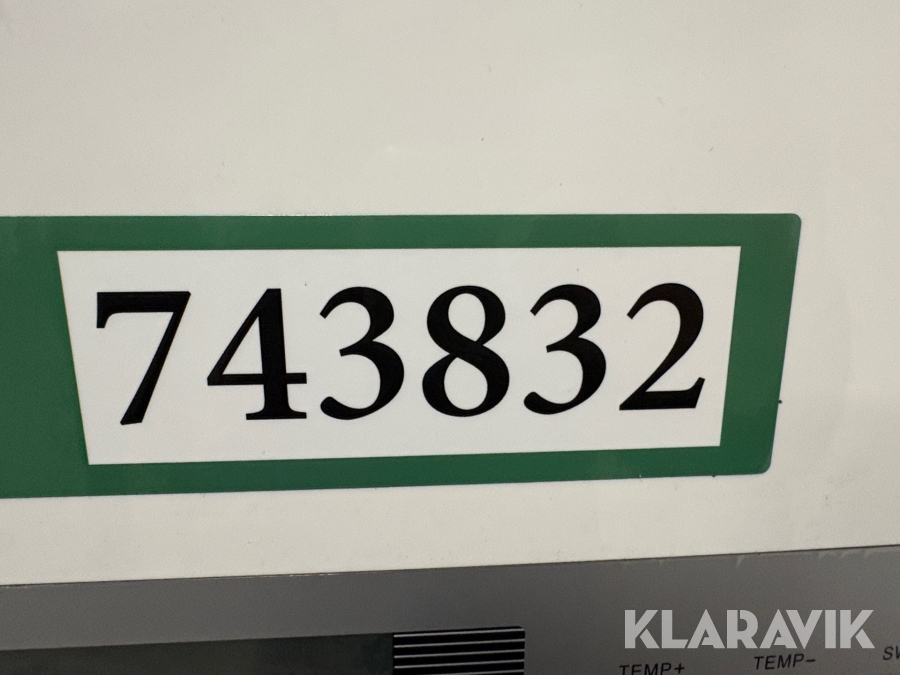 743832
KLARAVIK
TEMP+ TEMP-